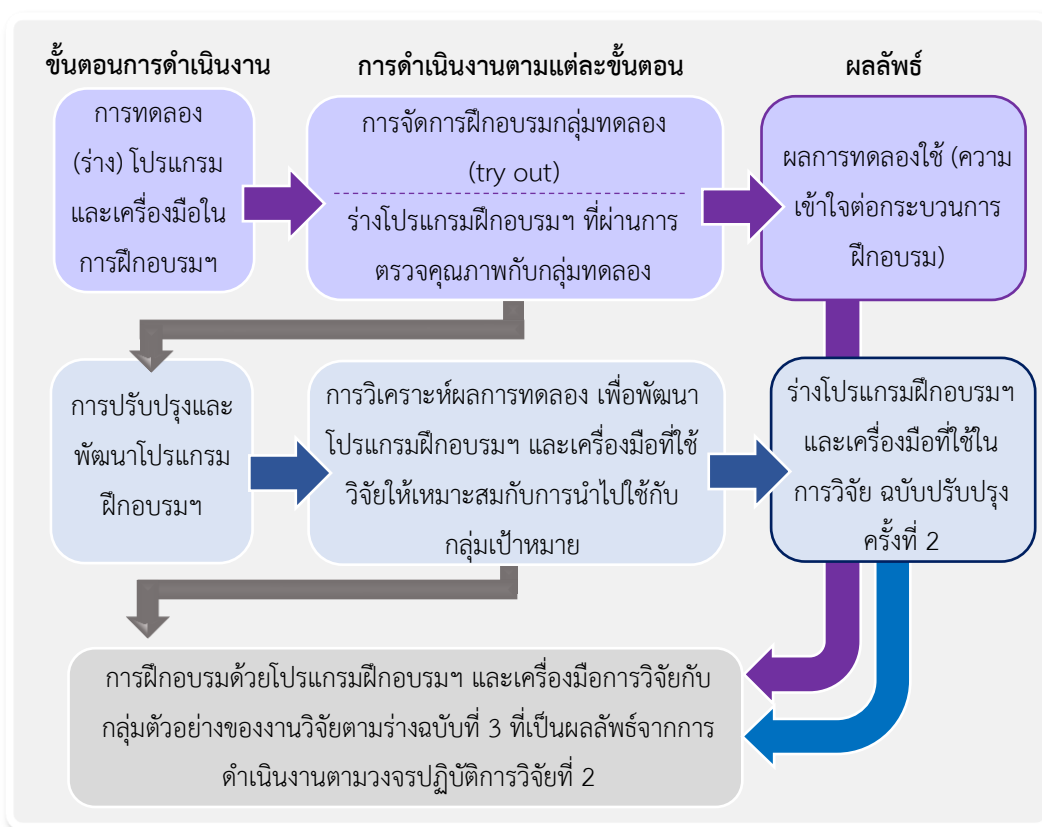 ขั้นตอนการดำเนินงาน
การดำเนินงานตามแต่ละขั้นตอน
ผลลัพธ์
การทดลอง
(ร่าง) โปรแกรม
และเครื่องมือใน
การฝึกอบรมฯ
การจัดการฝึกอบรมกลุ่มทดลอง
(try out)
ร่างโปรแกรมฝึกอบรมฯ ที่ผ่านการ
ตรวจคุณภาพกับกลุ่มทดลอง
ผลการทดลองใช้ (ความ
เข้าใจต่อกระบวนการ
ฝึกอบรม)
การปรับปรุงและ
พัฒนาโปรแกรม
ฝึกอบรมฯ
การวิเคราะห์ผลการทดลอง เพื่อพัฒนา
โปรแกรมฝึกอบรมฯ และเครื่องมือที่ใช้
วิจัยให้เหมาะสมกับการนำไปใช้กับ
กลุ่มเป้าหมาย
ร่างโปรแกรมฝึกอบรมฯ
และเครื่องมือที่ใช้ใน
การวิจัย ฉบับปรับปรุง
ครั้งที่ 2
การฝึกอบรมด้วยโปรแกรมฝึกอบรมฯ และเครื่องมือการวิจัยกับ
กลุ่มตัวอย่างของงานวิจัยตามร่างฉบับที่ 3 ที่เป็นผลลัพธ์จากการ
ดำเนินงานตามวงจรปฏิบัติการวิจัยที่ 2